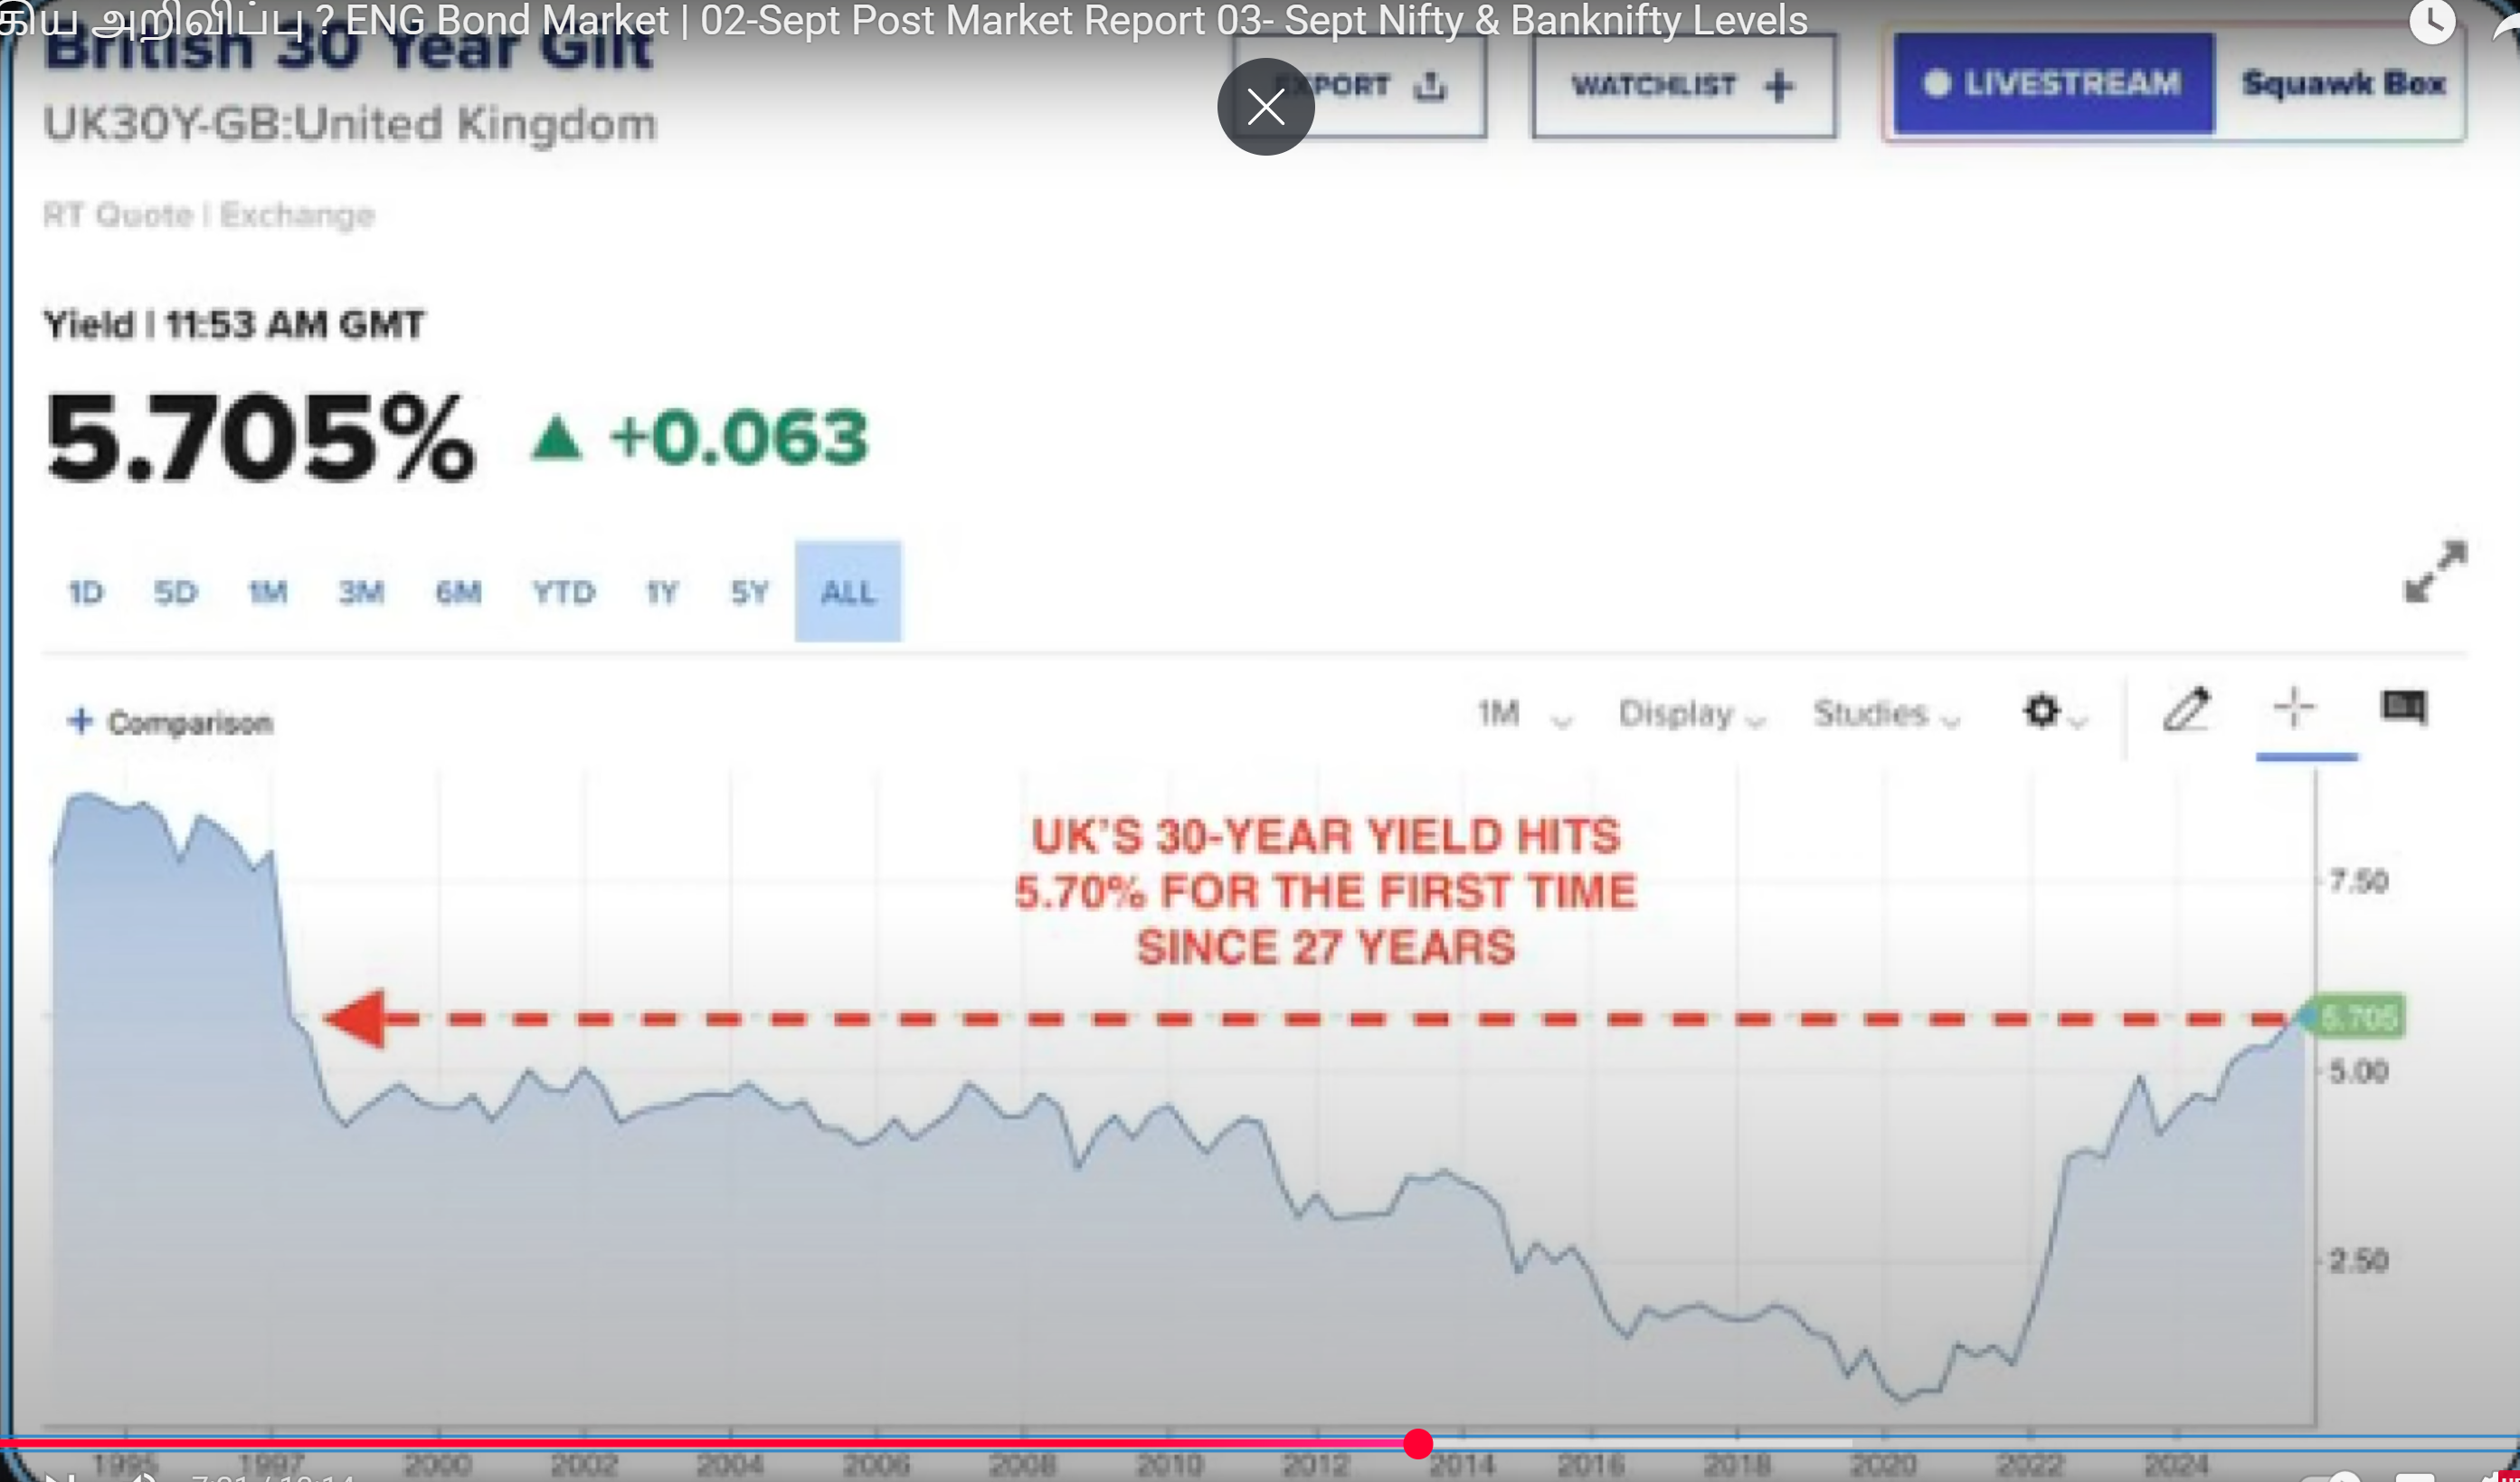 அறிவிப்பு ? ENG Bond Market | 02-Sept Post Market Report 03- Sept Nifty & Banknifty Levels
British 30 Year Gilt
WATCHLIST
LIVESTREAM Squawk Box
UK30Y-GB:United Kingdom
RT Quote | Exchange
Yield | 11:53 AM GMT
5.705% ▲ +0.063
1D 5D 1M 3M 6M YTD 1Y 5Y ALL
+ Comparison
1M Display Studies
UK'S 30-YEAR YIELD HITS
5.70% FOR THE FIRST TIME
SINCE 27 YEARS
7.50
5.705
5.00
2.50
1995 1997 2000 2002 2004 2006 2008 2010 2012 2014 2016 2018 2020 2022 2024